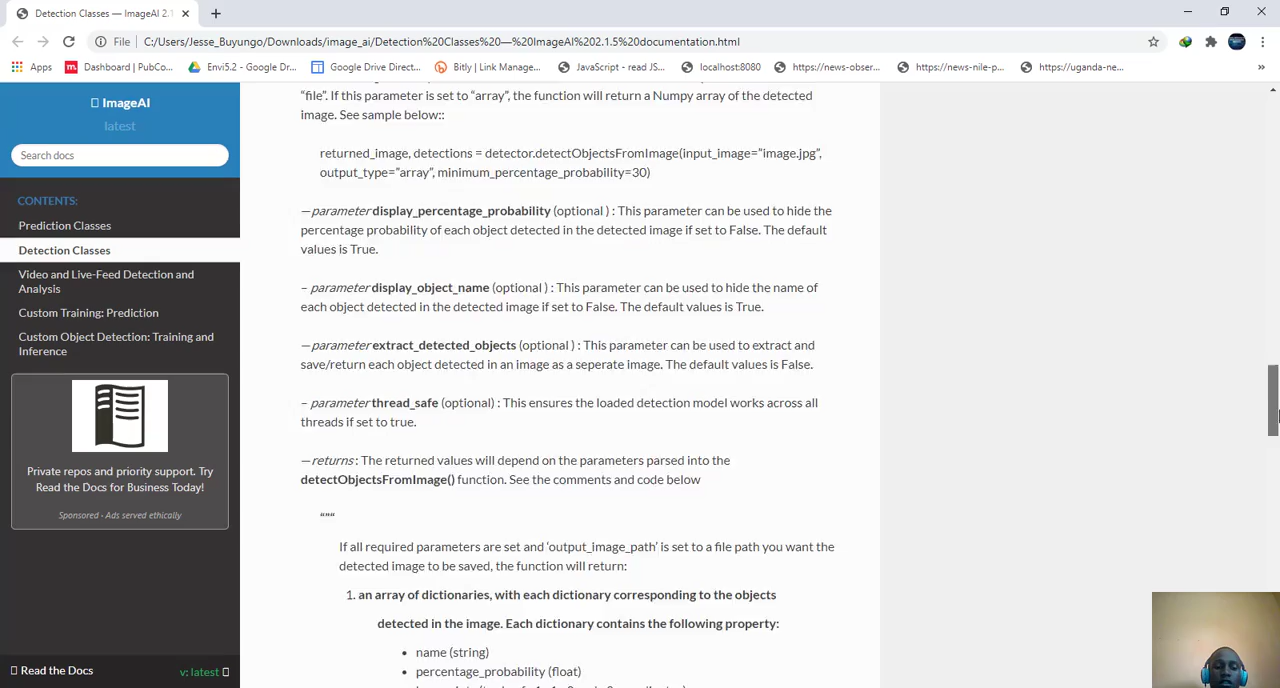 Detection Classes — ImageAI 2.1
File
C:/Users/Jesse_Buyungo/Downloads/image_ai/Detection%20Classes%20—%20ImageAI%202.1.5%20documentation.html
Apps
Dashboard | PubCo...
Envi5.2 - Google Dr...
Google Drive Direct...
Bitly | Link Manage...
JavaScript - read JS...
localhost:8080
https://news-obser...
https://news-nile-p...
https://uganda-ne...
»
ImageAI
latest
Search docs
CONTENTS:
Prediction Classes
Detection Classes
Video and Live-Feed Detection and
Analysis
Custom Training: Prediction
Custom Object Detection: Training and
Inference
Private repos and priority support. Try
Read the Docs for Business Today!
Sponsored · Ads served ethically
Read the Docs
v: latest
"file". If this parameter is set to “array”, the function will return a Numpy array of the detected
image. See sample below::
returned_image, detections = detector.detectObjectsFromImage(input_image=”image.jpg”,
output_type=”array”, minimum_percentage_probability=30)
—parameter display_percentage_probability (optional ) : This parameter can be used to hide the
percentage probability of each object detected in the detected image if set to False. The default
values is True.
– parameter display_object_name (optional ) : This parameter can be used to hide the name of
each object detected in the detected image if set to False. The default values is True.
—parameter extract_detected_objects (optional ) : This parameter can be used to extract and
save/return each object detected in an image as a seperate image. The default values is False.
– parameter thread_safe (optional) : This ensures the loaded detection model works across all
threads if set to true.
—returns : The returned values will depend on the parameters parsed into the
detectObjectsFromImage() function. See the comments and code below
“””
If all required parameters are set and ‘output_image_path’ is set to a file path you want the
detected image to be saved, the function will return:
1. an array of dictionaries, with each dictionary corresponding to the objects
detected in the image. Each dictionary contains the following property:
• name (string)
• percentage_probability (float)